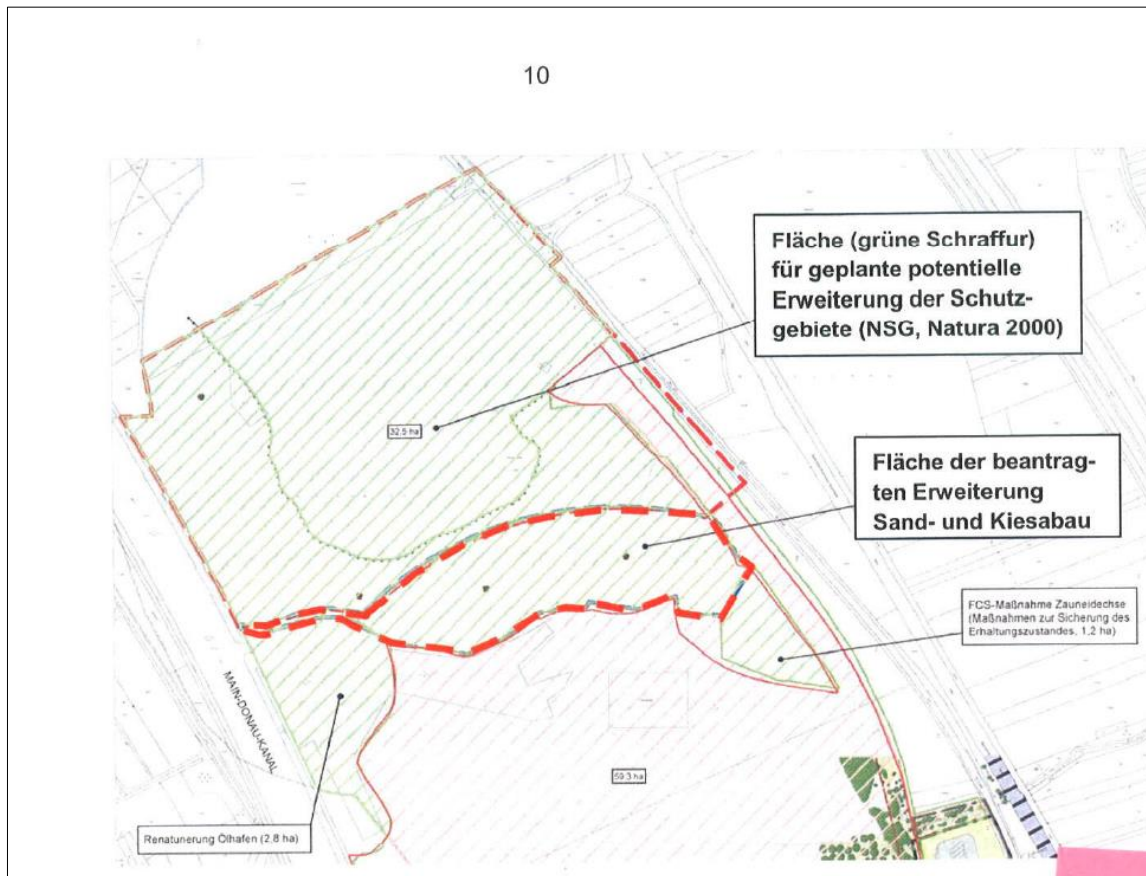 10
Fläche (grüne Schraffur)
für geplante potentielle
Erweiterung der Schutz-
gebiete (NSG, Natura 2000)
32,5 ha
Fläche der beantrag-
ten Erweiterung
Sand- und Kiesabau
FCS-Maßnahme Zauneidechse
(Maßnahmen zur Sicherung des
Erhaltungszustandes, 1,2 ha)
MAIN-DONAU-KANAL
59,3 ha
Renaturierung Ölhafen (2,8 ha)